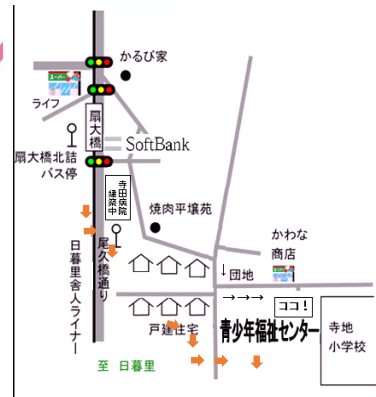 かるび家
スーパー
ライフ
扇大橋
SoftBank
扇大橋北詰
バス停
寺田病院
建築中
焼肉平壌苑
日暮里舎人ライナー
尾久橋通り
かわな
商店
↓団地
→→→
ココ!
戸建住宅
青少年福祉センター
寺地
小学校
至 日暮里